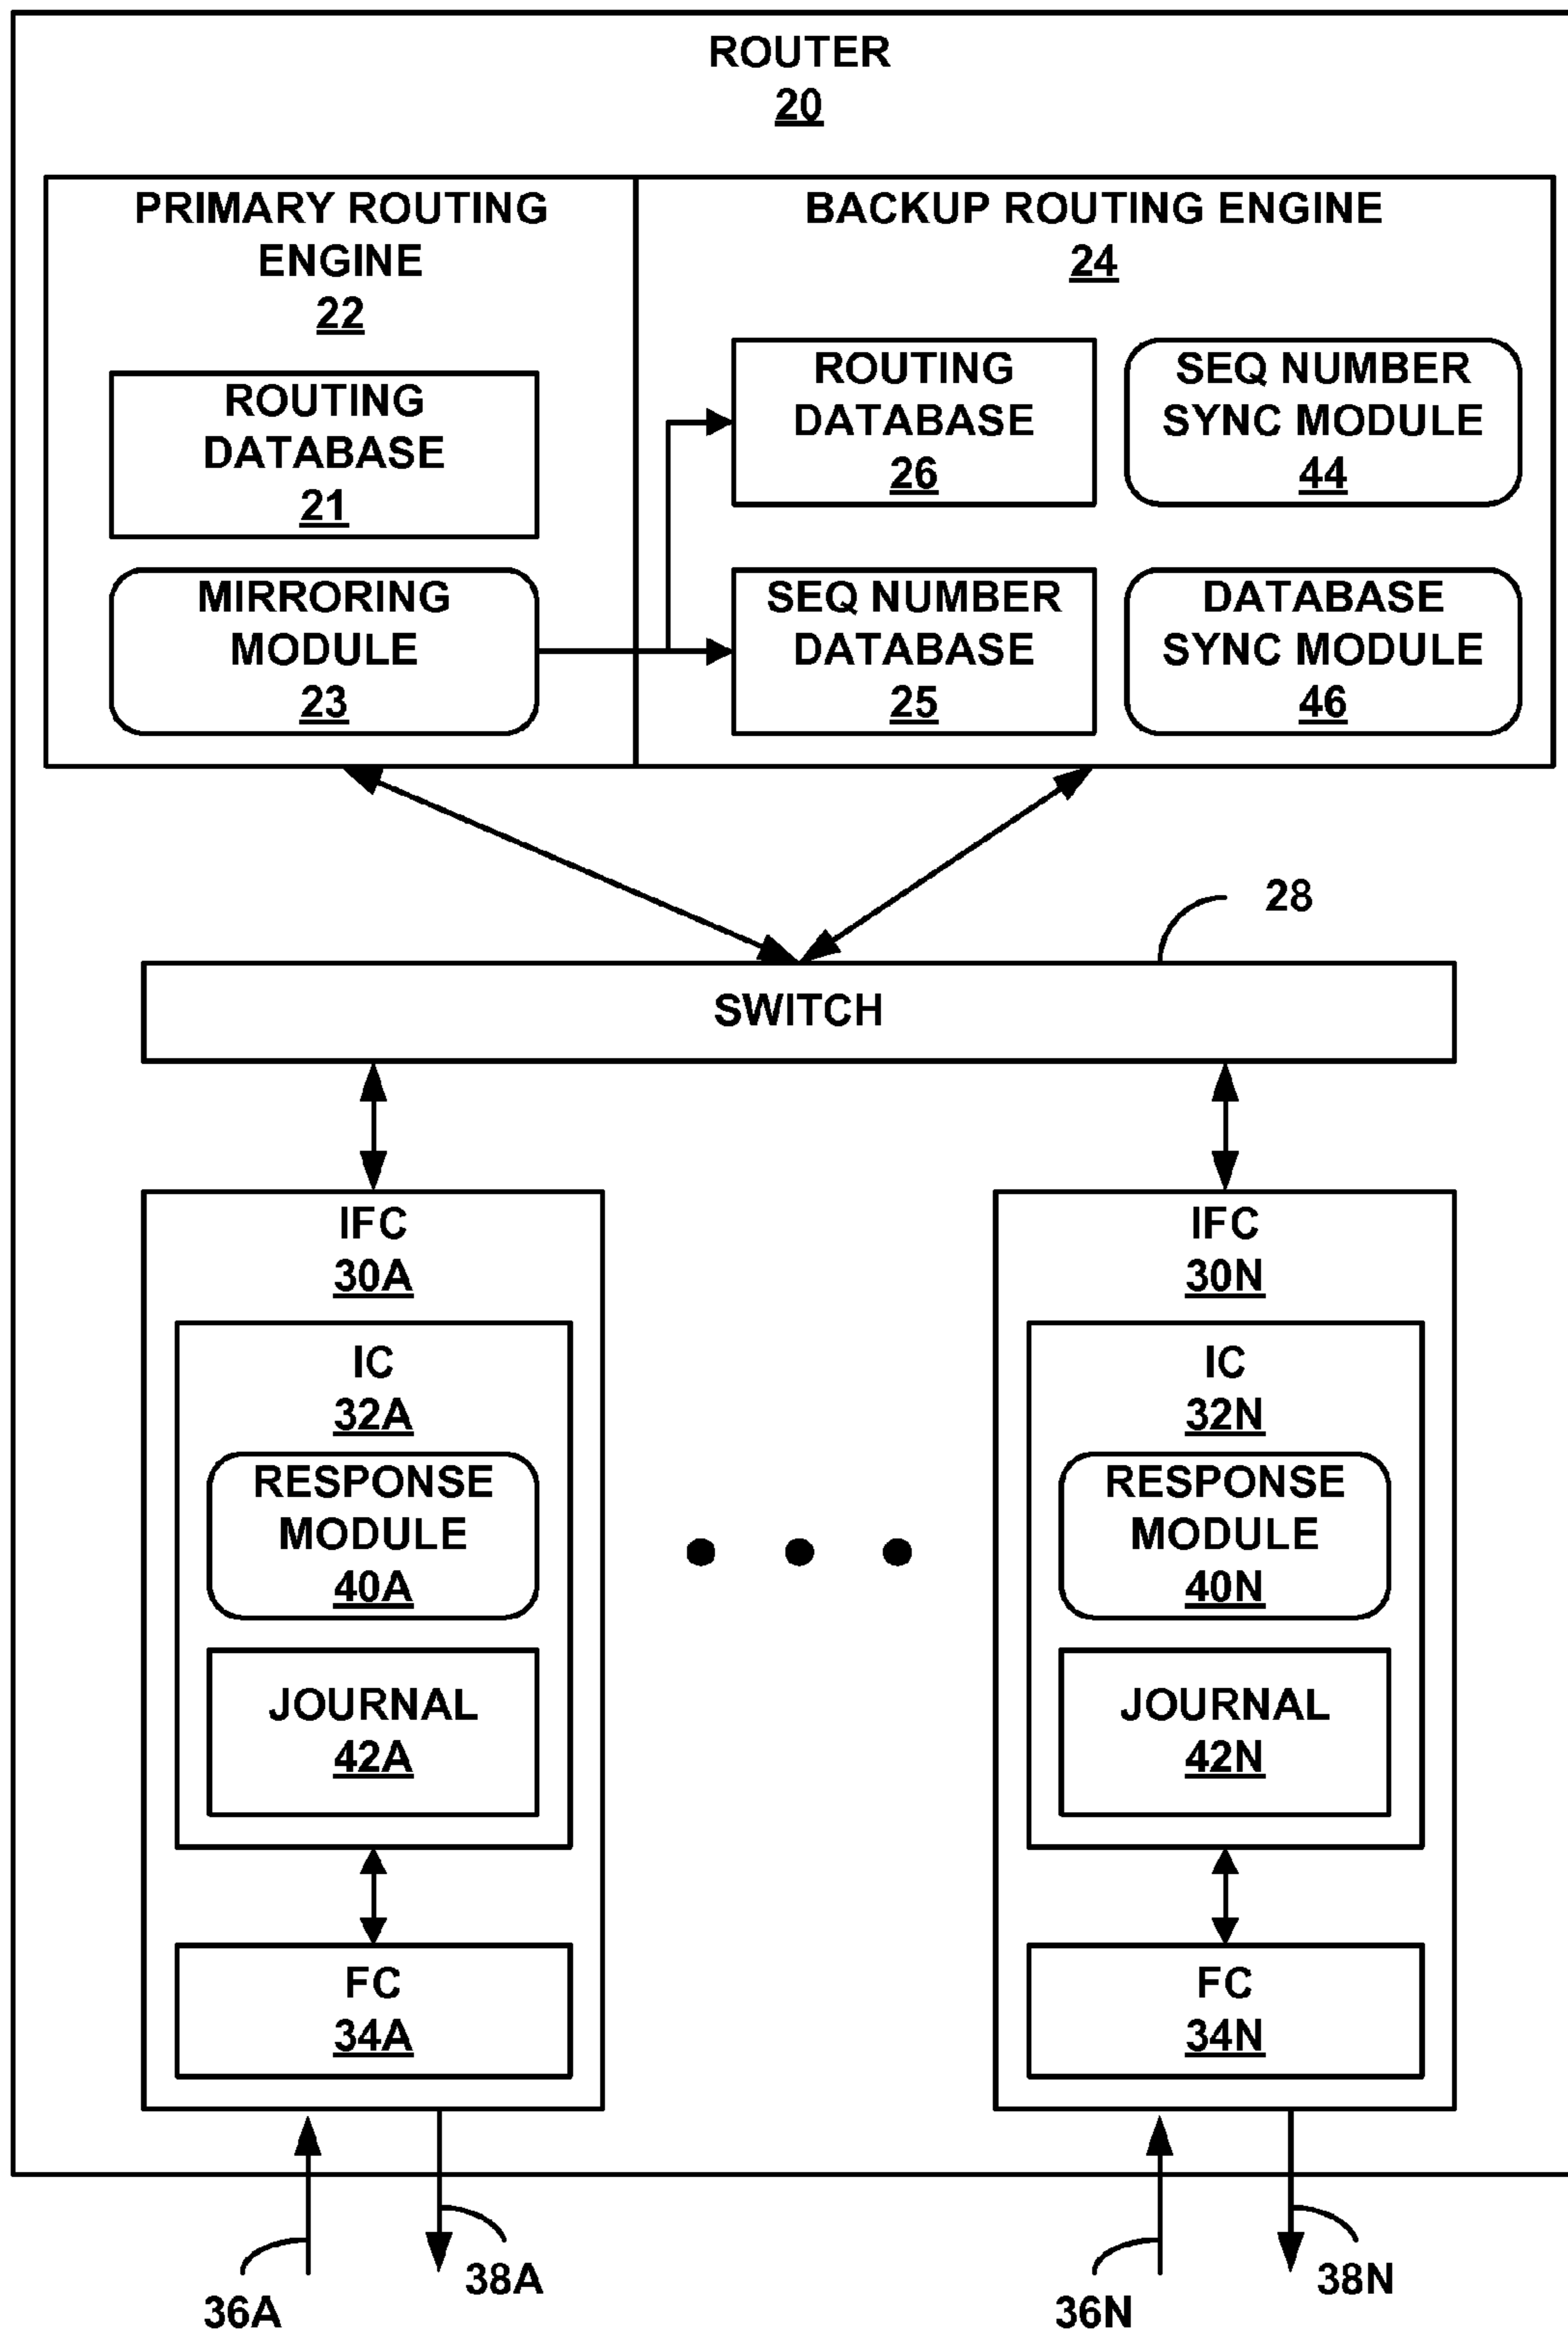 ROUTER
20
PRIMARY ROUTING
ENGINE
22
ROUTING
DATABASE
21
MIRRORING
MODULE
23
BACKUP ROUTING ENGINE
24
ROUTING
DATABASE
26
SEQ NUMBER
SYNC MODULE
44
SEQ NUMBER
DATABASE
25
DATABASE
SYNC MODULE
46
28
SWITCH
IFC
30A
IC
32A
RESPONSE
MODULE
40A
JOURNAL
42A
FC
34A
36A
38A
IFC
30N
IC
32N
RESPONSE
MODULE
40N
JOURNAL
42N
FC
34N
36N
38N